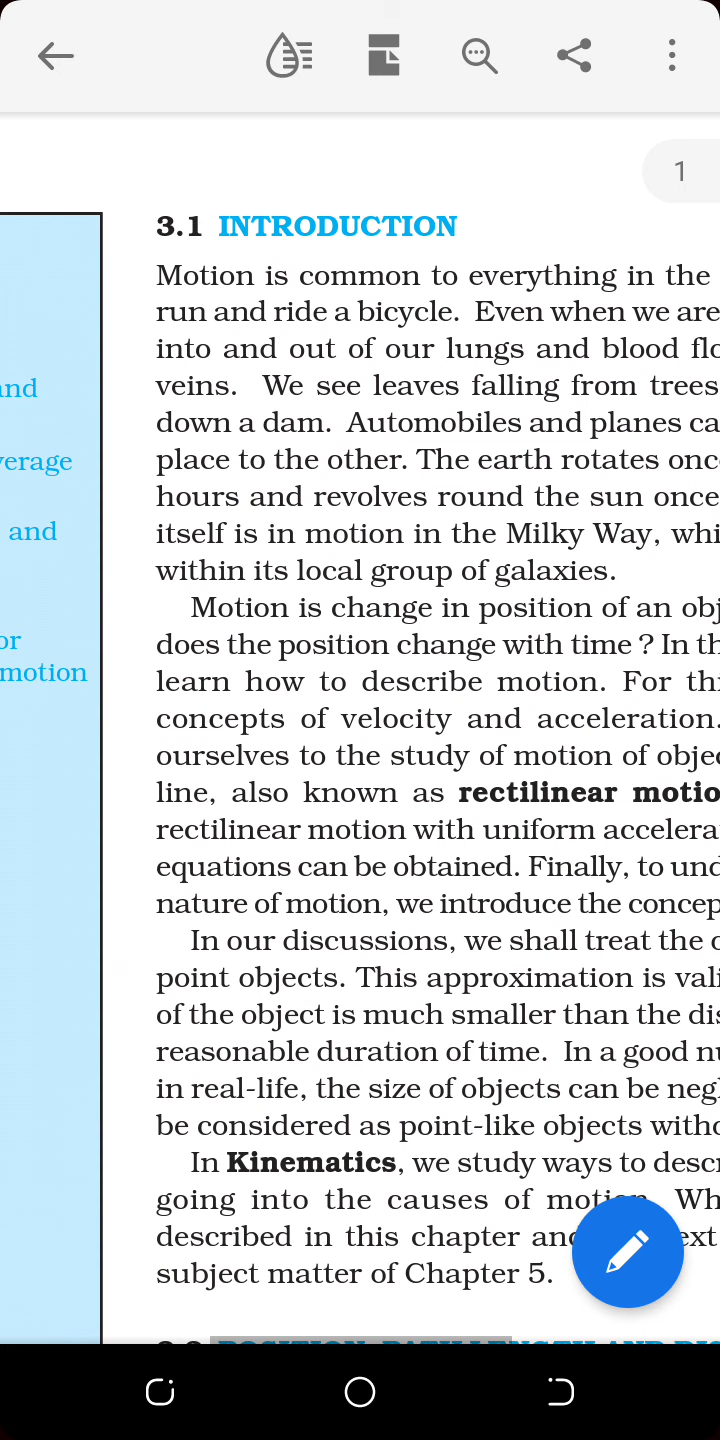 1
3.1 INTRODUCTION
Motion is common to everything in the
run and ride a bicycle. Even when we are
into and out of our lungs and blood flo
veins. We see leaves falling from trees
down a dam. Automobiles and planes ca
place to the other. The earth rotates onc
hours and revolves round the sun once
itself is in motion in the Milky Way, whi
within its local group of galaxies.
Motion is change in position of an obj
does the position change with time ? In th
learn how to describe motion. For thi
concepts of velocity and acceleration.
ourselves to the study of motion of objec
line, also known as rectilinear motio
rectilinear motion with uniform accelera
equations can be obtained. Finally, to und
nature of motion, we introduce the concep
In our discussions, we shall treat the o
point objects. This approximation is vali
of the object is much smaller than the dis
reasonable duration of time. In a good nu
in real-life, the size of objects can be negl
be considered as point-like objects witho
In Kinematics, we study ways to descr
going into the causes of motion. Wh
described in this chapter and ext
subject matter of Chapter 5.
and
verage
and
or
motion